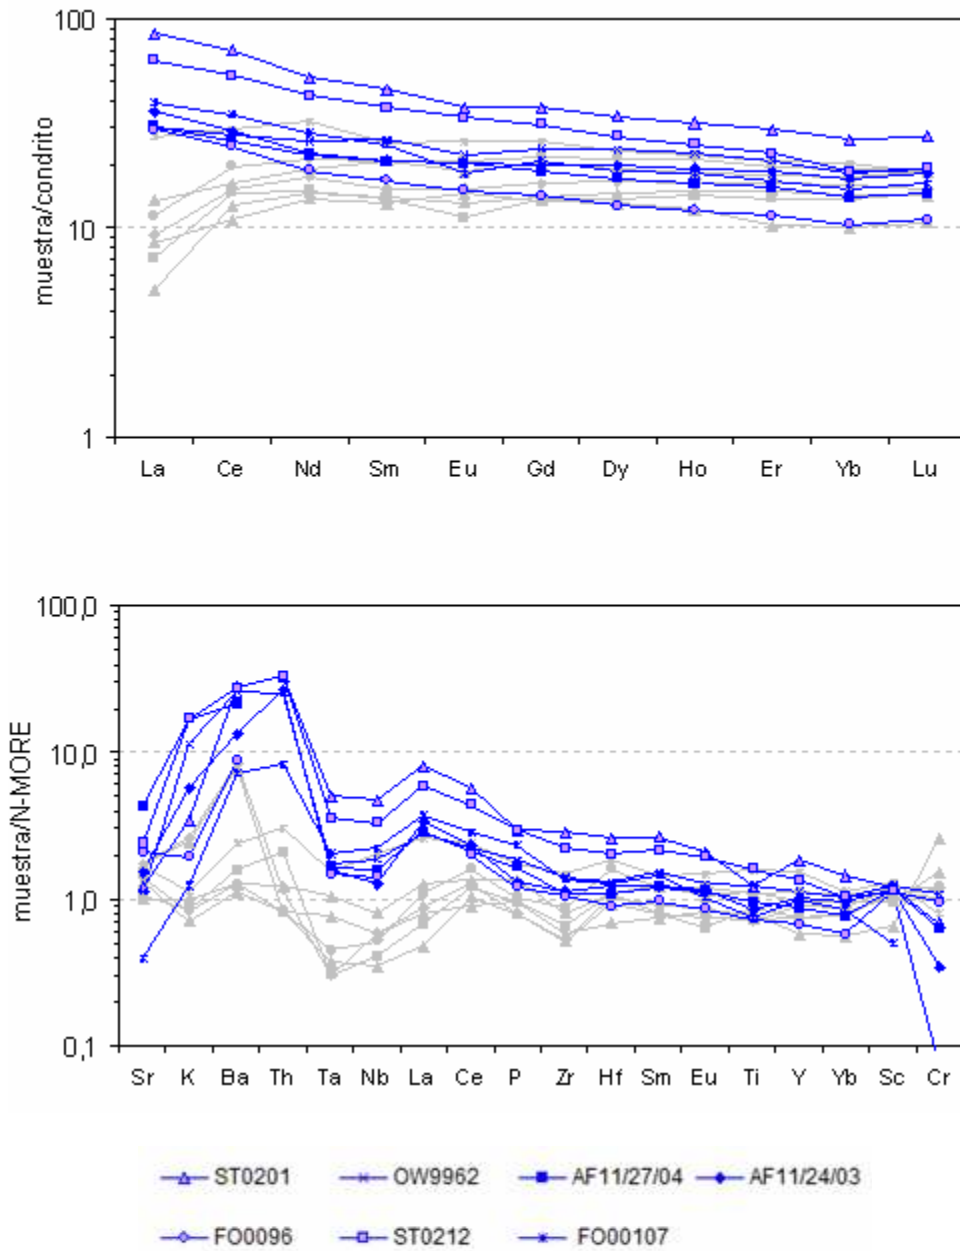 100
10
1
muestra/condrito
La Ce Nd Sm Eu Gd Dy Ho Er Yb Lu
100,0
10,0
1,0
0,1
muestra/N-MORE
Sr K Ba Th Ta Nb La Ce P Zr Hf Sm Eu Ti Y Yb Sc Cr
ST0201 OW9962 AF11/27/04 AF11/24/03
FO0096 ST0212 FO00107